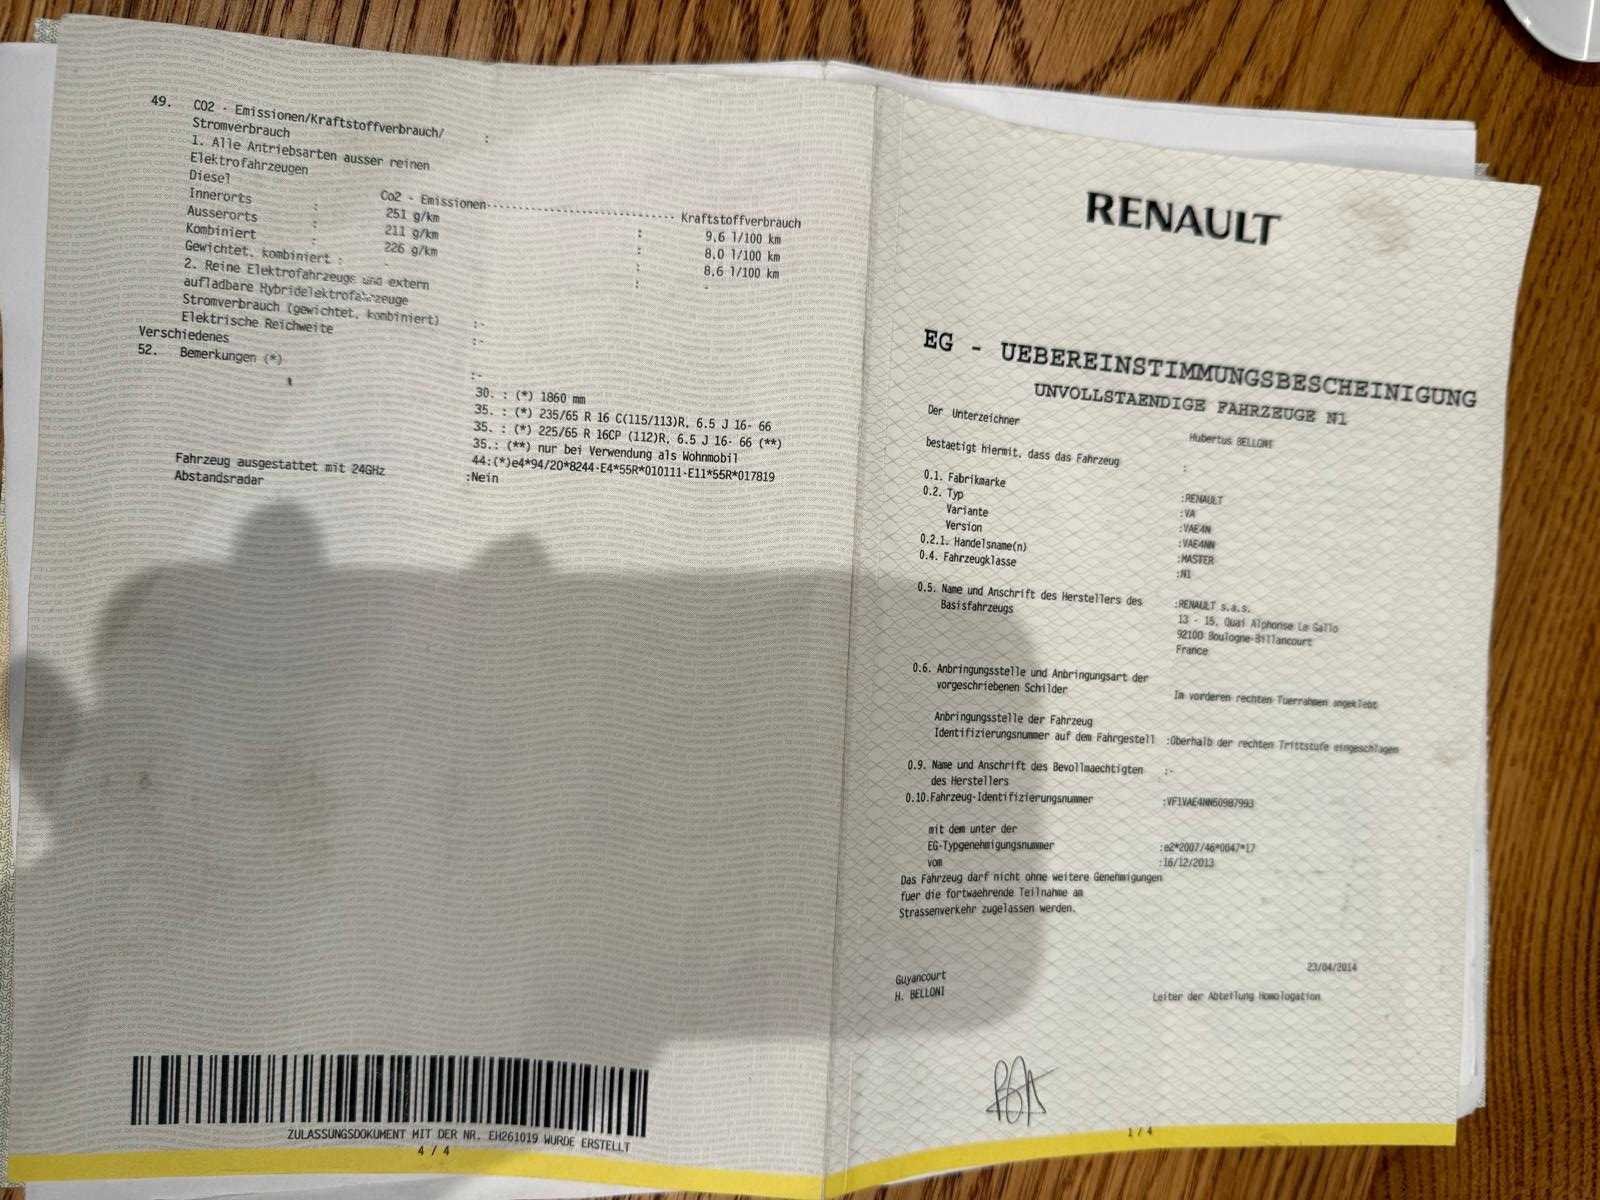 49. CO2 - Emissionen/Kraftstoffverbrauch/ :
Stromverbrauch
1. Alle Antriebsarten ausser reinen
Elektrofahrzeugen
Diesel Co2 - Emissionen - Kraftstoffverbrauch
Innerorts : 251 g/km : 9,6 l/100 km
Ausserorts : 211 g/km : 8,0 l/100 km
Kombiniert : 226 g/km : 8,6 l/100 km
Gewichtet, kombiniert : - : -
2. Reine Elektrofahrzeuge und extern
aufladbare Hybridelektrofahrzeuge
Stromverbrauch (gewichtet, kombiniert) :-
Elektrische Reichweite :-
Verschiedenes
52. Bemerkungen (*) :-
30. : (*) 1860 mm
35. : (*) 235/65 R 16 C(115/113)R, 6.5 J 16- 66
35. : (*) 225/65 R 16CP (112)R, 6.5 J 16- 66 (**)
35.: (**) nur bei Verwendung als Wohnmobil
44:(*)e4*94/20*8244-E4*55R*010111-E11*55R*017819
Fahrzeug ausgestattet mit 24GHz :Nein
Abstandsradar
ZULASSUNGSDOKUMENT MIT DER NR. EH261019 WURDE ERSTELLT
4 / 4
RENAULT
EG - UEBEREINSTIMMUNGSBESCHEINIGUNG
UNVOLLSTAENDIGE FAHRZEUGE N1
Der Unterzeichner Hubertus BELLONI
bestaetigt hiermit, dass das Fahrzeug :
0.1. Fabrikmarke :RENAULT
0.2. Typ :VA
Variante :VAE4N
Version :VAE4NN
0.2.1. Handelsname(n) :MASTER
0.4. Fahrzeugklasse :N1
0.5. Name und Anschrift des Herstellers des :RENAULT s.a.s.
Basisfahrzeugs 13 - 15, Quai Alphonse Le Gallo
92100 Boulogne-Billancourt
France
0.6. Anbringungsstelle und Anbringungsart der
vorgeschriebenen Schilder Im vorderen rechten Tuerrahmen angeklebt
Anbringungsstelle der Fahrzeug
Identifizierungsnummer auf dem Fahrgestell :Oberhalb der rechten Trittstufe eingeschlagen
0.9. Name und Anschrift des Bevollmaechtigten :-
des Herstellers
0.10.Fahrzeug-Identifizierungsnummer :VF1VAE4NN50987993
mit dem unter der
EG-Typgenehmigungsnummer :e2*2007/46*0047*17
vom :16/12/2013
Das Fahrzeug darf nicht ohne weitere Genehmigungen
fuer die fortwaehrende Teilnahme am
Strassenverkehr zugelassen werden.
23/04/2014
Guyancourt
H. BELLONI Leiter der Abteilung Homologation
1 / 4